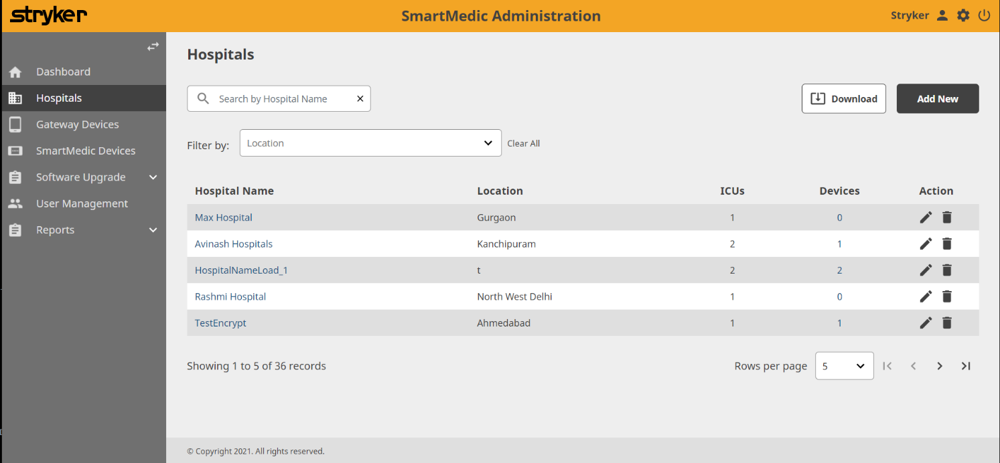 stryker
SmartMedic Administration
Stryker
Dashboard
Hospitals
Gateway Devices
SmartMedic Devices
Software Upgrade
User Management
Reports
Hospitals
Search by Hospital Name
Download
Add New
Filter by:
Location
Clear All
Hospital Name Location ICUs Devices Action
Max Hospital Gurgaon 1 0
Avinash Hospitals Kanchipuram 2 1
HospitalNameLoad_1 t 2 2
Rashmi Hospital North West Delhi 1 0
TestEncrypt Ahmedabad 1 1
Showing 1 to 5 of 36 records
Rows per page 5
© Copyright 2021. All rights reserved.